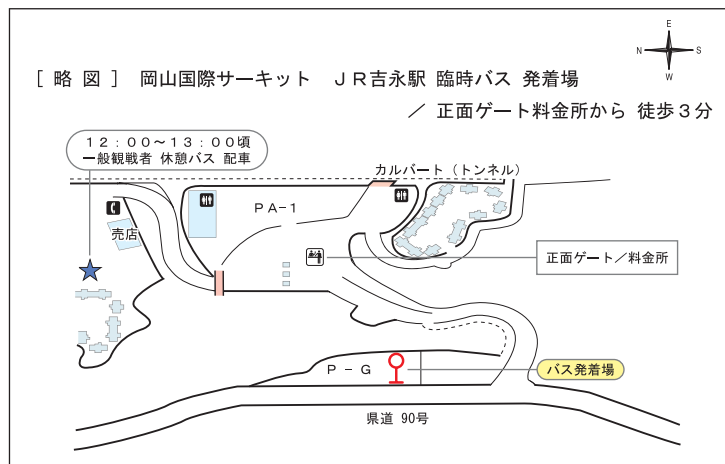 E
N
S
W
[ 略 図 ] 岡山国際サーキット ＪＲ吉永駅 臨時バス 発着場
／ 正面ゲート料金所から 徒歩３分
１２：００～１３：００頃
一般観戦者 休憩バス 配車
カルバート（トンネル）
ＰＡ－１
売店
正面ゲート／料金所
Ｐ－Ｇ
バス発着場
県道 90号